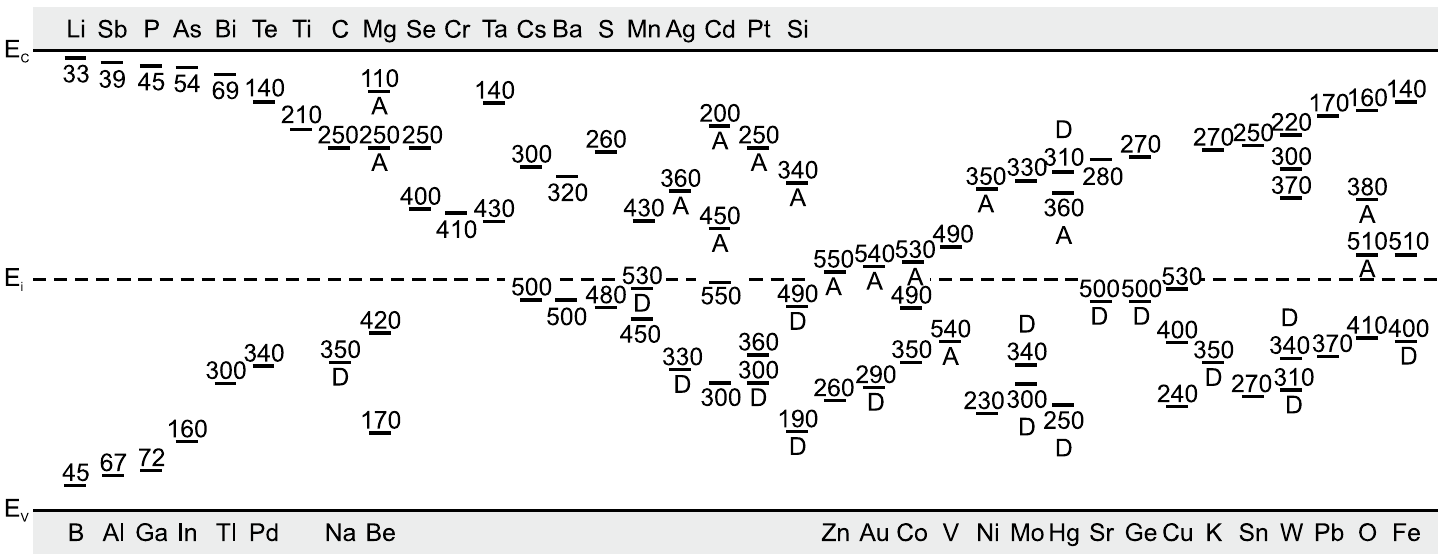 Li Sb P As Bi Te Ti C Mg Se Cr Ta Cs Ba S Mn Ag Cd Pt Si
E_C
33 39 45 54 69 140 110 140 170 160 140
A
210 200 220
A
250 250 250 260 250 270 270 250
A A
D
300 340 310 280 300
A
320 360 350 330 370
A A
400 410 430 430 450 360 380
A A A
490 510 510
A
E_i
550 540 530
A A
A
500 500 480 530 550 490 490 500 500 530
D D D D
450
420 540 400 410 400
A D
300 340 350 330 360 350 340 350 340 370
D D D D D
300 300 260 290 300 250 270 310
D D D D D
170 190 230 240
D
160
45 67 72
E_V
B Al Ga In Tl Pd Na Be Zn Au Co V Ni Mo Hg Sr Ge Cu K Sn W Pb O Fe